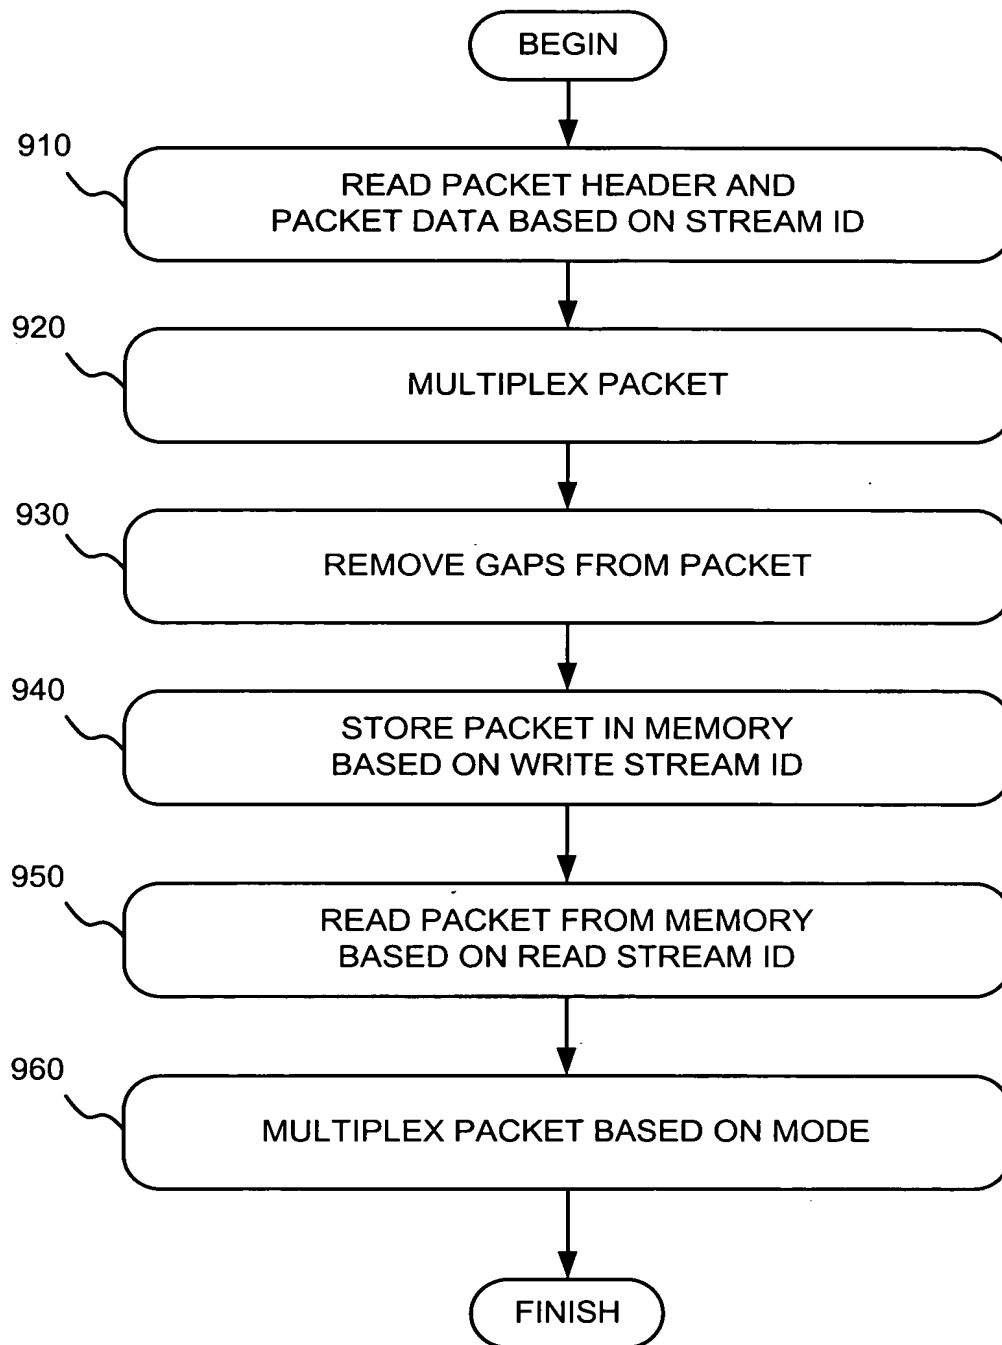 BEGIN
910
READ PACKET HEADER AND
PACKET DATA BASED ON STREAM ID
920
MULTIPLEX PACKET
930
REMOVE GAPS FROM PACKET
940
STORE PACKET IN MEMORY
BASED ON WRITE STREAM ID
950
READ PACKET FROM MEMORY
BASED ON READ STREAM ID
960
MULTIPLEX PACKET BASED ON MODE
FINISH